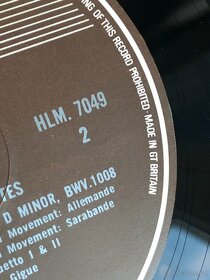 NG OF THIS RECORD PROHIBITED. MADE IN GT BRITAIN
HLM. 7049
2
TES
D MINOR, BWV.1008
Movement: Allemande
Movement: Sarabande
etto I & II
Gigue